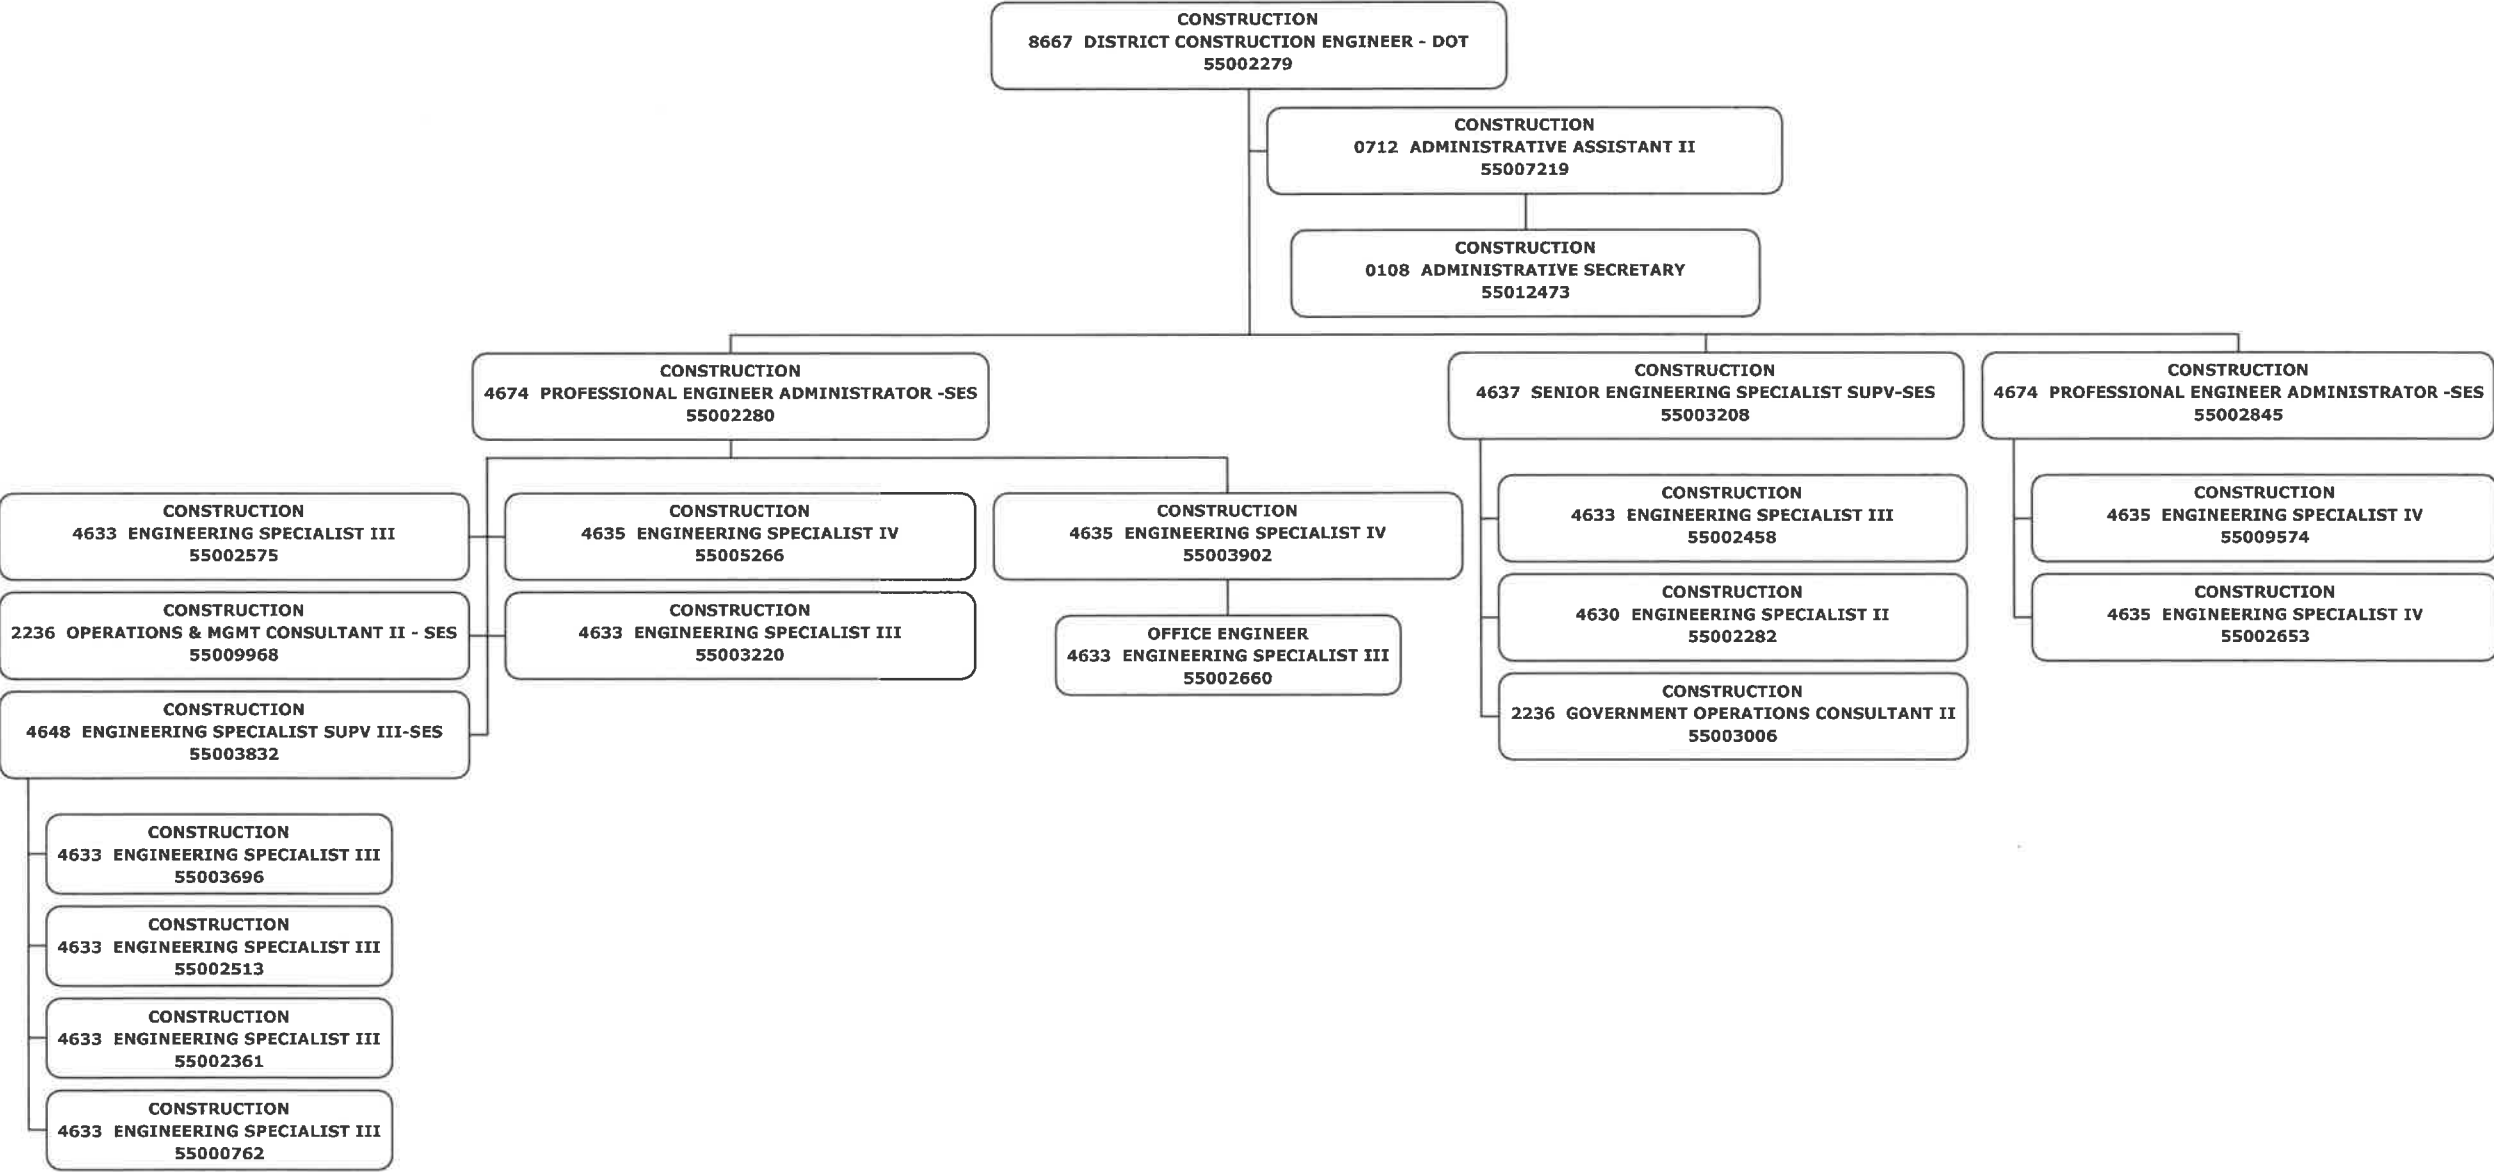 CONSTRUCTION
8667 DISTRICT CONSTRUCTION ENGINEER - DOT
55002279
CONSTRUCTION
0712 ADMINISTRATIVE ASSISTANT II
55007219
CONSTRUCTION
0108 ADMINISTRATIVE SECRETARY
55012473
CONSTRUCTION
4674 PROFESSIONAL ENGINEER ADMINISTRATOR -SES
55002280
CONSTRUCTION
4637 SENIOR ENGINEERING SPECIALIST SUPV-SES
55003208
CONSTRUCTION
4674 PROFESSIONAL ENGINEER ADMINISTRATOR -SES
55002845
CONSTRUCTION
4633 ENGINEERING SPECIALIST III
55002575
CONSTRUCTION
4635 ENGINEERING SPECIALIST IV
55005266
CONSTRUCTION
4635 ENGINEERING SPECIALIST IV
55003902
CONSTRUCTION
4633 ENGINEERING SPECIALIST III
55002458
CONSTRUCTION
4635 ENGINEERING SPECIALIST IV
55009574
CONSTRUCTION
2236 OPERATIONS & MGMT CONSULTANT II - SES
55009968
CONSTRUCTION
4633 ENGINEERING SPECIALIST III
55003220
OFFICE ENGINEER
4633 ENGINEERING SPECIALIST III
55002660
CONSTRUCTION
4630 ENGINEERING SPECIALIST II
55002282
CONSTRUCTION
4635 ENGINEERING SPECIALIST IV
55002653
CONSTRUCTION
4648 ENGINEERING SPECIALIST SUPV III-SES
55003832
CONSTRUCTION
2236 GOVERNMENT OPERATIONS CONSULTANT II
55003006
CONSTRUCTION
4633 ENGINEERING SPECIALIST III
55003696
CONSTRUCTION
4633 ENGINEERING SPECIALIST III
55002513
CONSTRUCTION
4633 ENGINEERING SPECIALIST III
55002361
CONSTRUCTION
4633 ENGINEERING SPECIALIST III
55000762